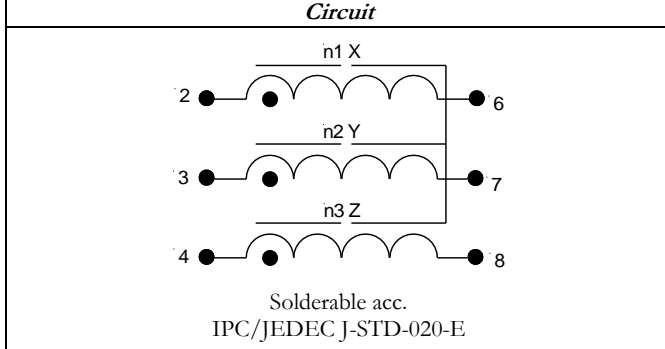 Circuit
n1 X
2 6
n2 Y
3 7
n3 Z
4 8
Solderable acc.
IPC/JEDEC J-STD-020-E